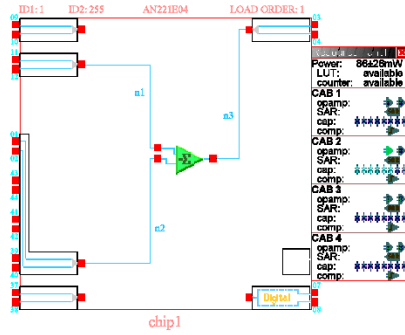 ID1: 1 ID2: 255 AN221E04 LOAD ORDER: 1
n1
n3
n2
Power: 86±26mW
LUT: available
counter: available
CAB 1
opamp:
SAR:
cap:
comp:
CAB 2
opamp:
SAR:
cap:
comp:
CAB 3
opamp:
SAR:
cap:
comp:
CAB 4
opamp:
SAR:
cap:
comp:
Digital
chip1